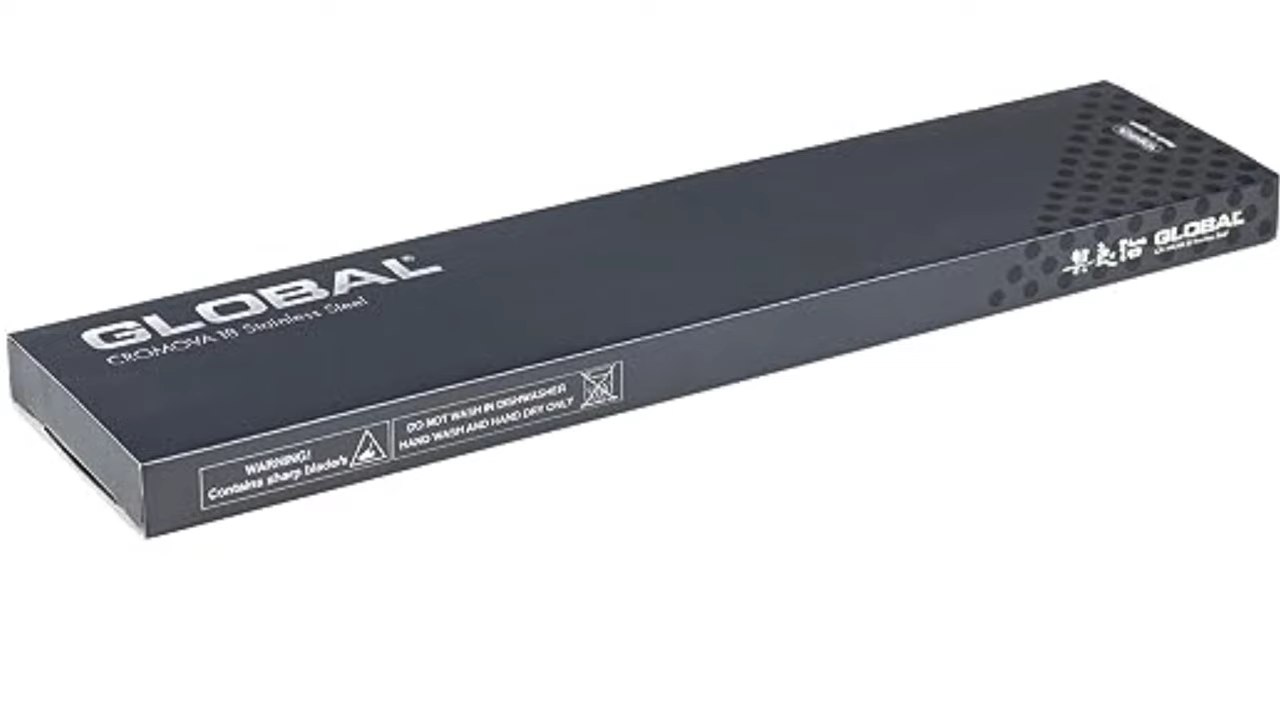 GLOBAL®
CROMOVA 18 Stainless Steel
WARNING!
Contains sharp blade/s
DO NOT WASH IN DISHWASHER
HAND WASH AND HAND DRY ONLY
GLOBAL